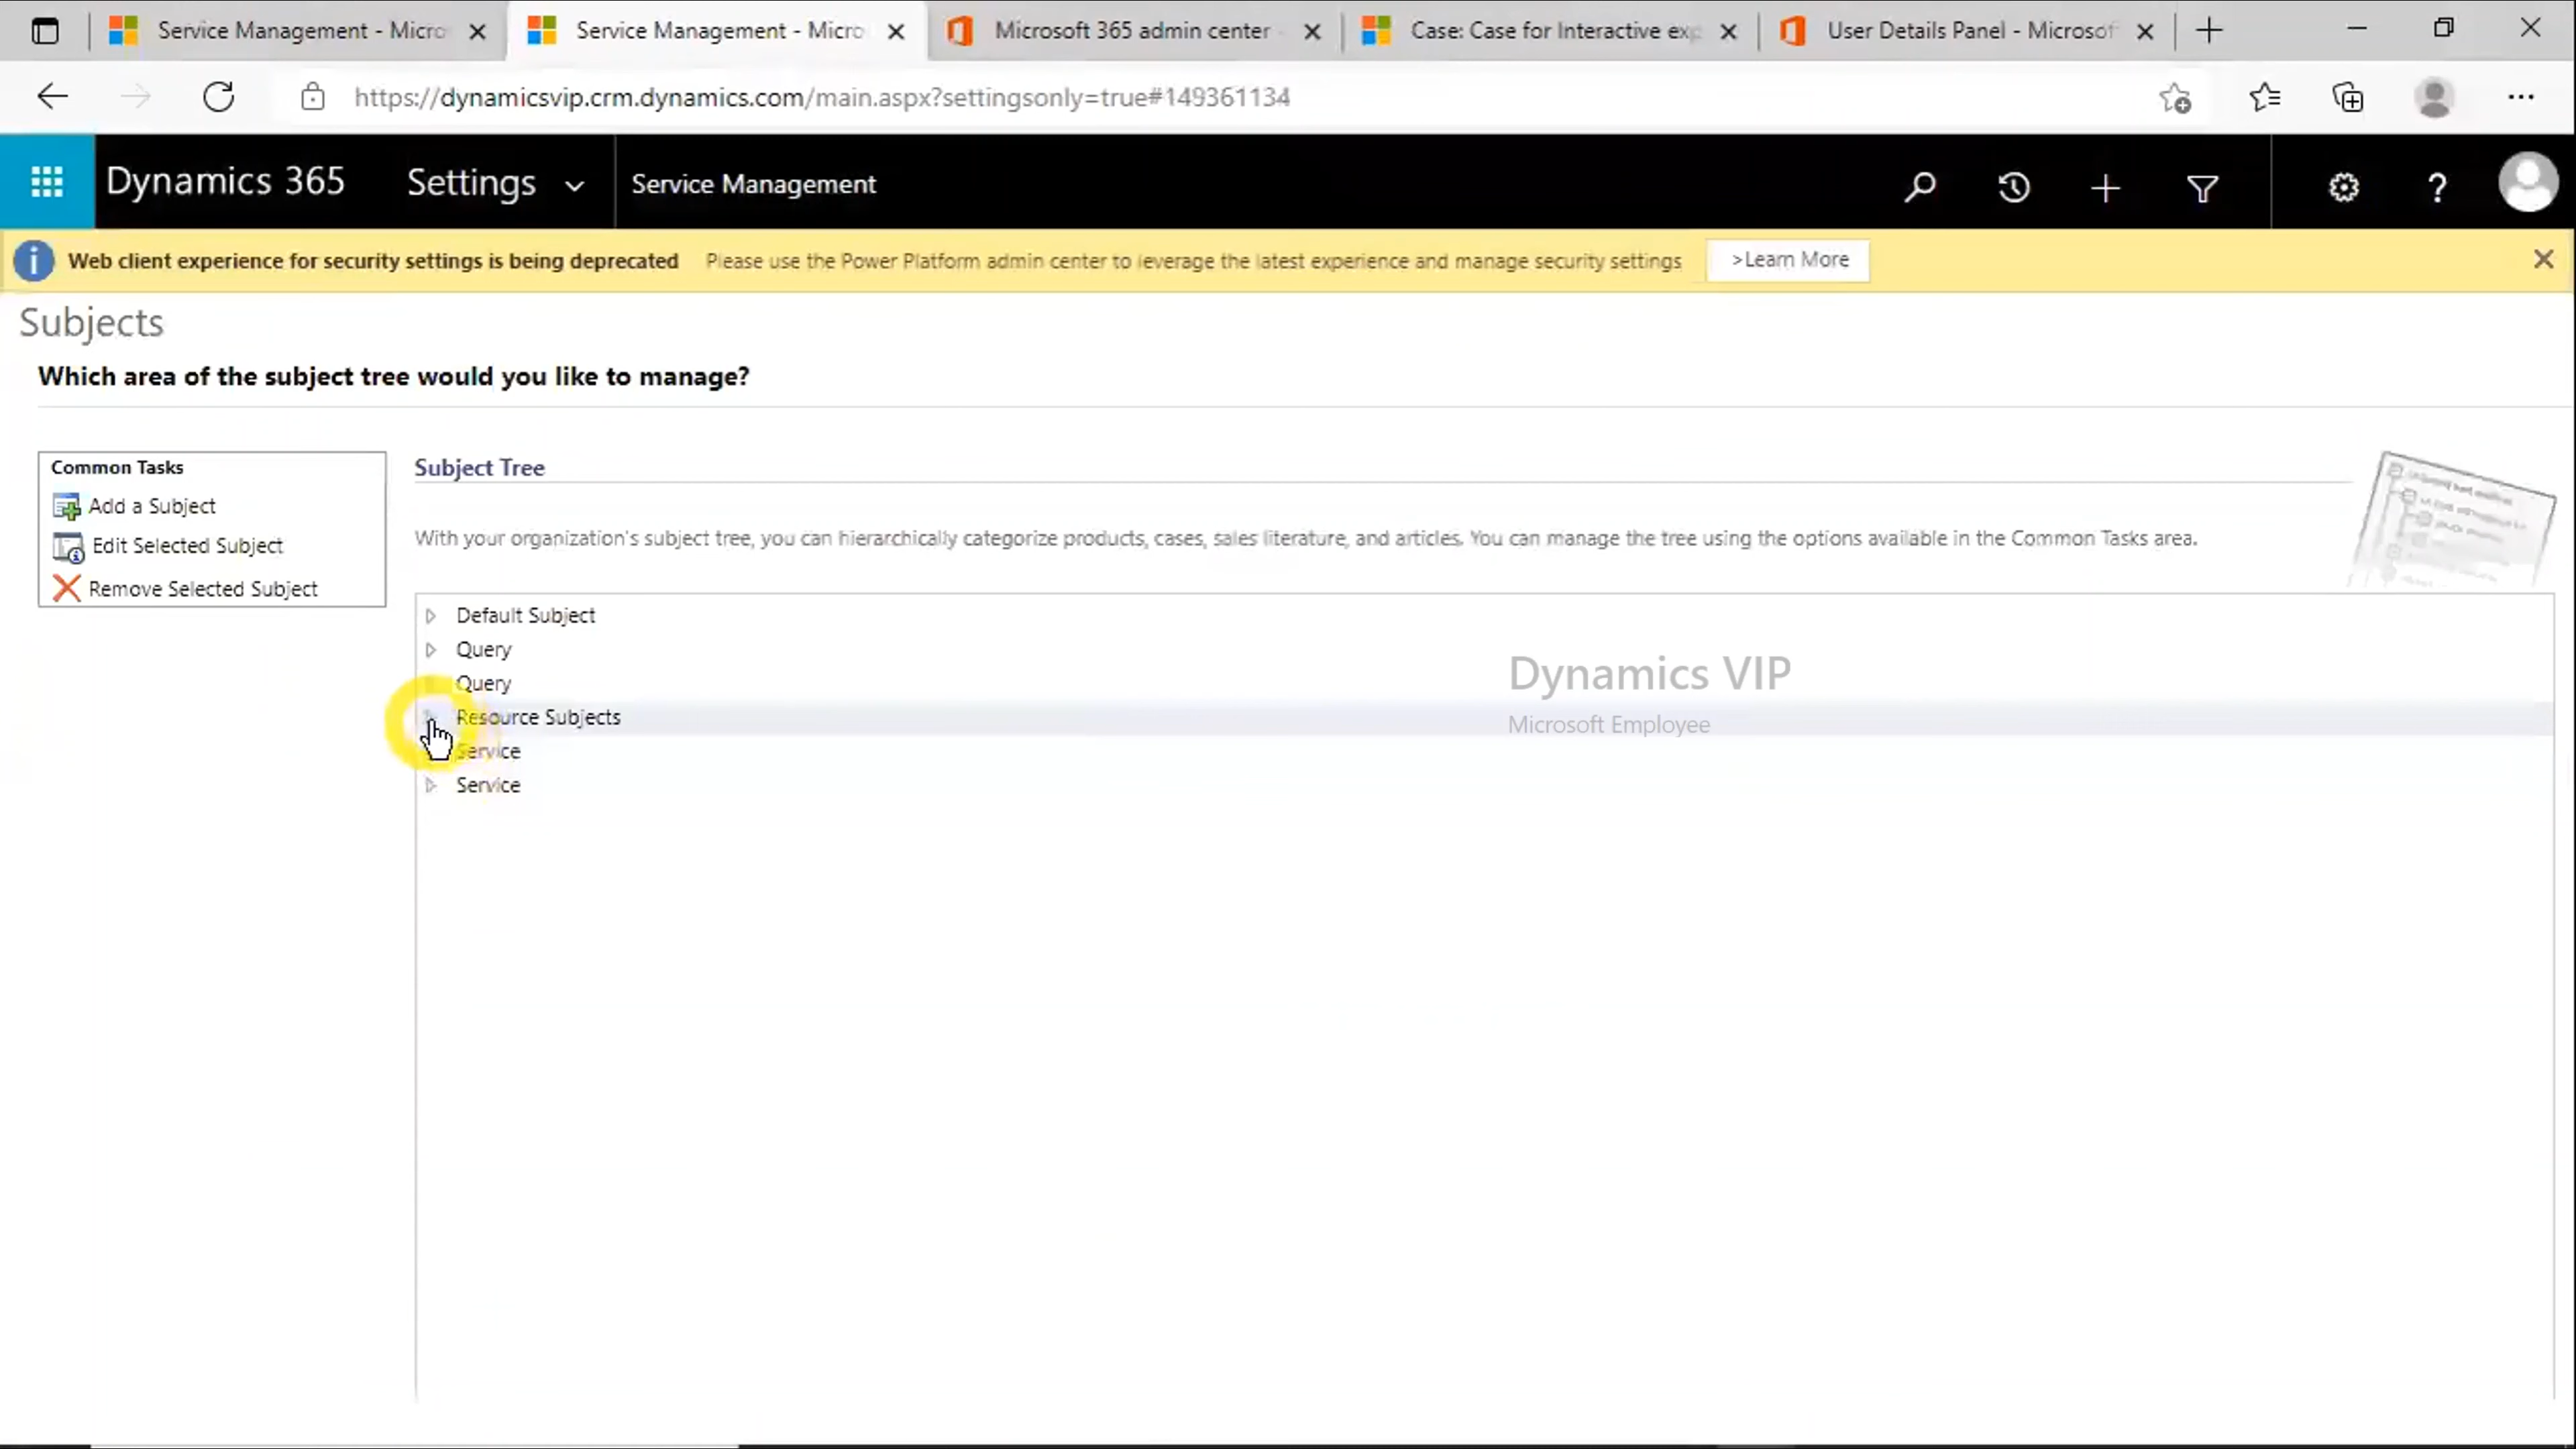 Service Management - Micro
Service Management - Micro
Microsoft 365 admin center -
Case: Case for Interactive exp
User Details Panel - Microsoft
https://dynamicsvip.crm.dynamics.com/main.aspx?settingsonly=true#149361134
Dynamics 365
Settings
Service Management
Web client experience for security settings is being deprecated
Please use the Power Platform admin center to leverage the latest experience and manage security settings
>Learn More
Subjects
Which area of the subject tree would you like to manage?
Common Tasks
Add a Subject
Edit Selected Subject
Remove Selected Subject
Subject Tree
With your organization's subject tree, you can hierarchically categorize products, cases, sales literature, and articles. You can manage the tree using the options available in the Common Tasks area.
Default Subject
Query
Query
Resource Subjects
Service
Service
Dynamics VIP
Microsoft Employee